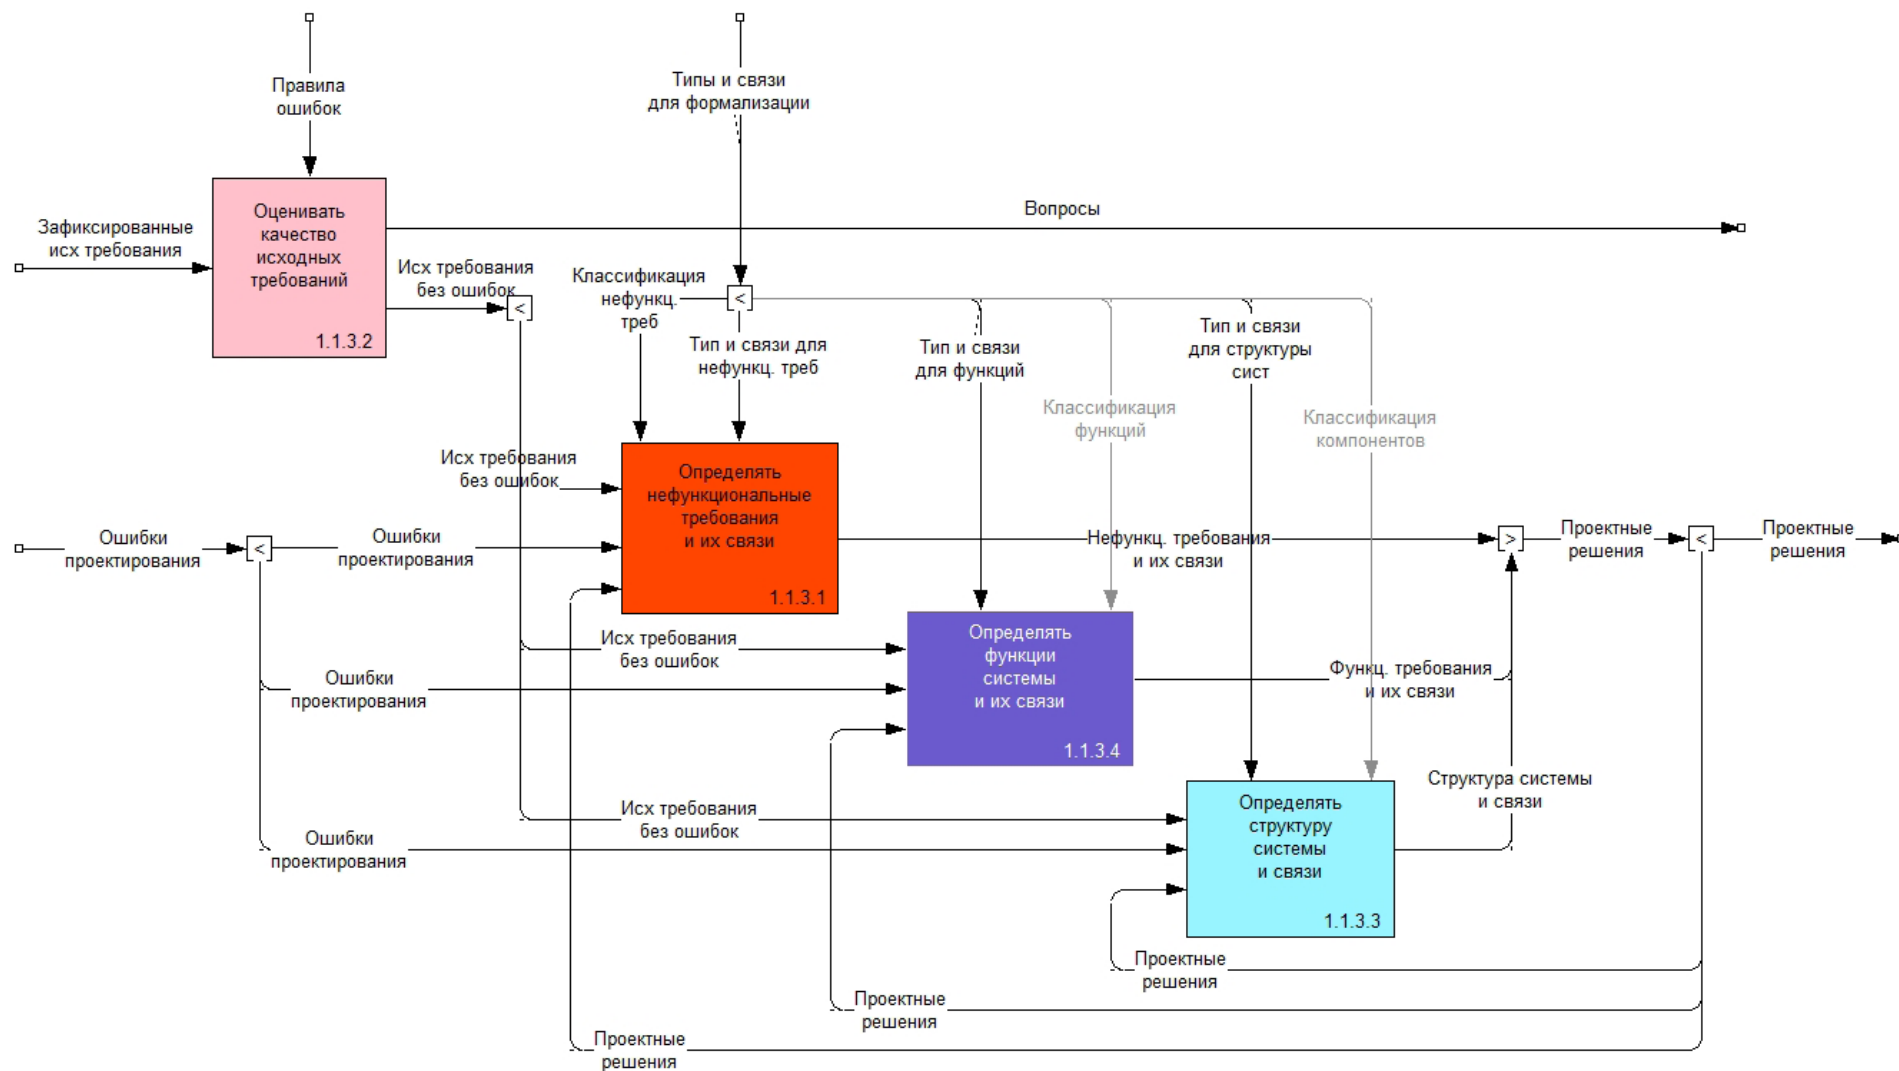 Правила
ошибок
Типы и связи
для формализации
Зафиксированные
исх требования
Оценивать
качество
исходных
требований
1.1.3.2
Вопросы
Исх требования
без ошибок
<
Классификация
нефункц.
треб
<
Тип и связи для
нефункц. треб
Тип и связи
для функций
Тип и связи
для структуры
сист
Классификация
функций
Классификация
компонентов
Исх требования
без ошибок
Определять
нефункциональные
требования
и их связи
1.1.3.1
Ошибки
проектирования
<
Ошибки
проектирования
Нефункц. требования
и их связи
>
Проектные
решения
<
Проектные
решения
Исх требования
без ошибок
Ошибки
проектирования
Определять
функции
системы
и их связи
1.1.3.4
Функц. требования
и их связи
Структура системы
и связи
Исх требования
без ошибок
Ошибки
проектирования
Определять
структуру
системы
и связи
1.1.3.3
Проектные
решения
Проектные
решения
Проектные
решения